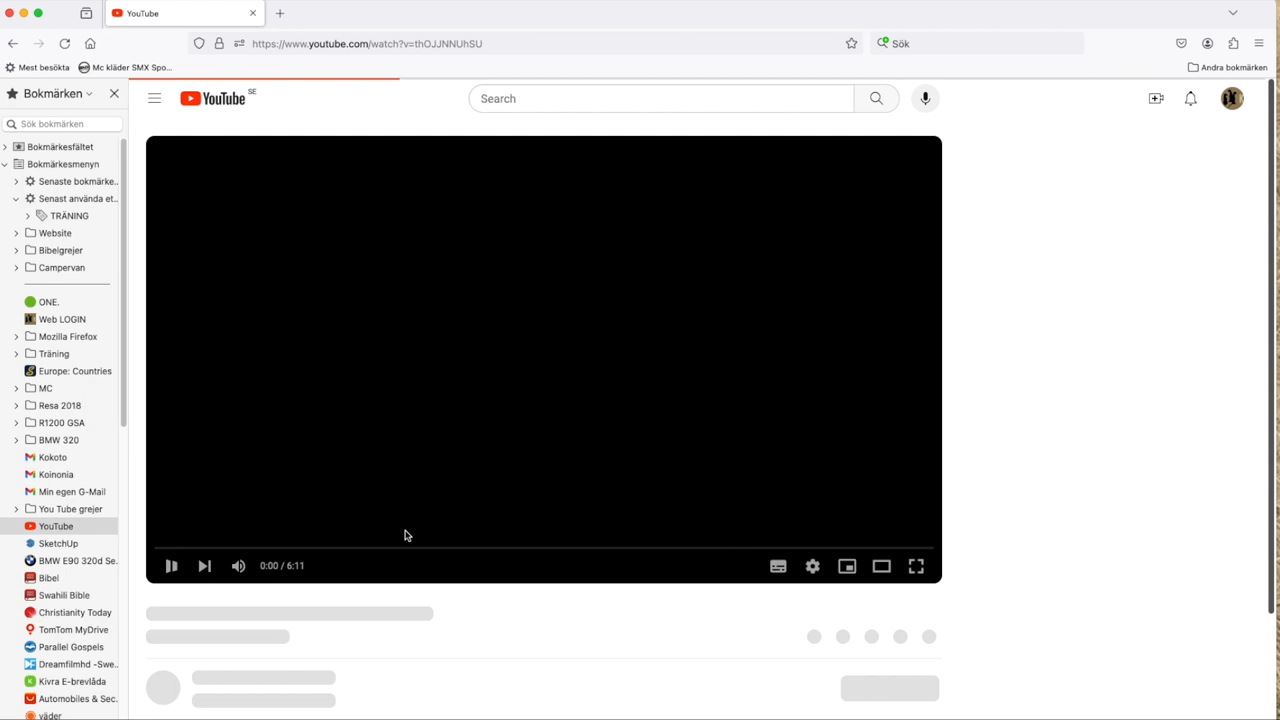 YouTube
https://www.youtube.com/watch?v=thOJJNNUhSU
Sök
Mest besökta
Mc kläder SMX Spo...
Andra bokmärken
Bokmärken
YouTube SE
Search
Sök bokmärken
Bokmärkesfältet
Bokmärkesmenyn
Senaste bokmärke..
Senast använda et..
TRÄNING
Website
Bibelgrejer
Campervan
ONE.
Web LOGIN
Mozilla Firefox
Träning
Europe: Countries
MC
Resa 2018
R1200 GSA
BMW 320
Kokoto
Koinonia
Min egen G-Mail
You Tube grejer
YouTube
SketchUp
BMW E90 320d Se..
0:00 / 6:11
Bibel
Swahili Bible
Christianity Today
TomTom MyDrive
Parallel Gospels
Dreamfilmhd -Swe..
Kivra E-brevlåda
Automobiles & Sec..
väder